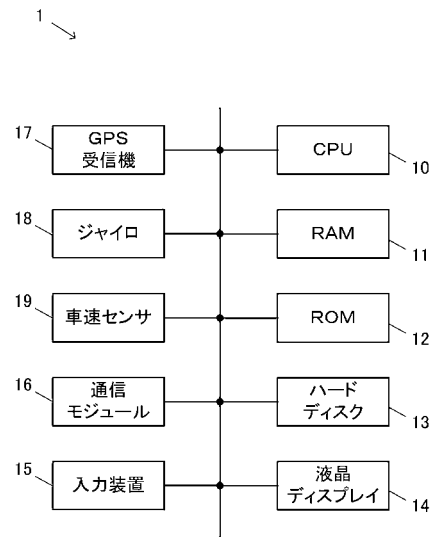 1
17
GPS
受信機
CPU
10
18
ジャイロ
RAM
11
19
車速センサ
ROM
12
16
通信
モジュール
ハード
ディスク
13
15
入力装置
液晶
ディスプレイ
14